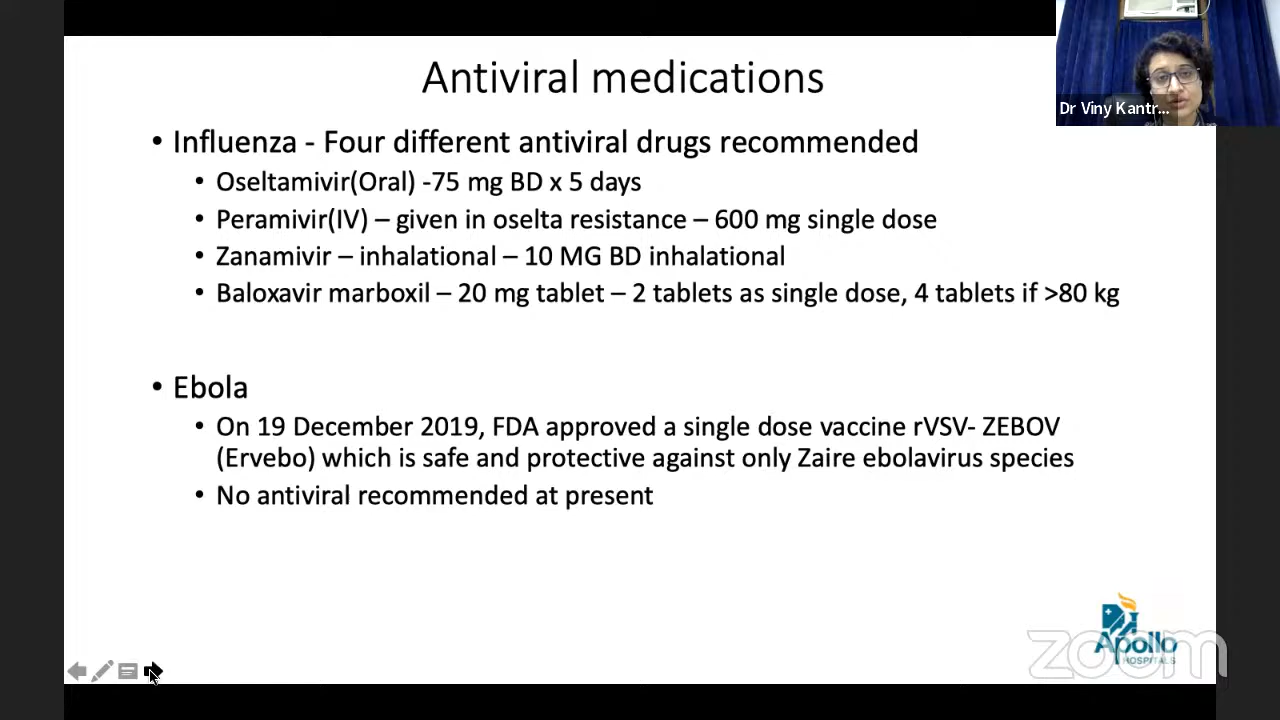 Antiviral medications
Dr Viny Kantr...
• Influenza - Four different antiviral drugs recommended
• Oseltamivir(Oral) -75 mg BD x 5 days
• Peramivir(IV) – given in oselta resistance – 600 mg single dose
• Zanamivir – inhalational – 10 MG BD inhalational
• Baloxavir marboxil – 20 mg tablet – 2 tablets as single dose, 4 tablets if >80 kg
• Ebola
• On 19 December 2019, FDA approved a single dose vaccine rVSV- ZEBOV
(Ervebo) which is safe and protective against only Zaire ebolavirus species
• No antiviral recommended at present
Apollo
HOSPITALS
zoom